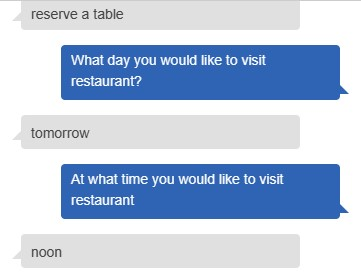 reserve a table
What day you would like to visit
restaurant?
tomorrow
At what time you would like to visit
restaurant
noon